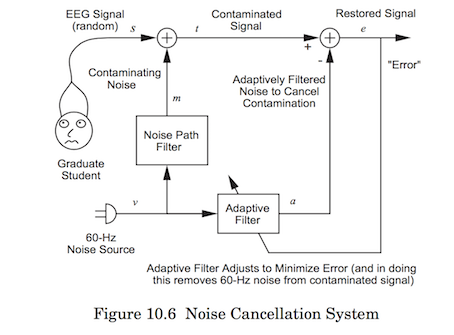 EEG Signal
(random)
s
t
Contaminated
Signal
Restored Signal
e
+
-
"Error"
Contaminating
Noise
m
Adaptively Filtered
Noise to Cancel
Contamination
Noise Path
Filter
Graduate
Student
v
Adaptive
Filter
a
60-Hz
Noise Source
Adaptive Filter Adjusts to Minimize Error (and in doing
this removes 60-Hz noise from contaminated signal)
Figure 10.6 Noise Cancellation System